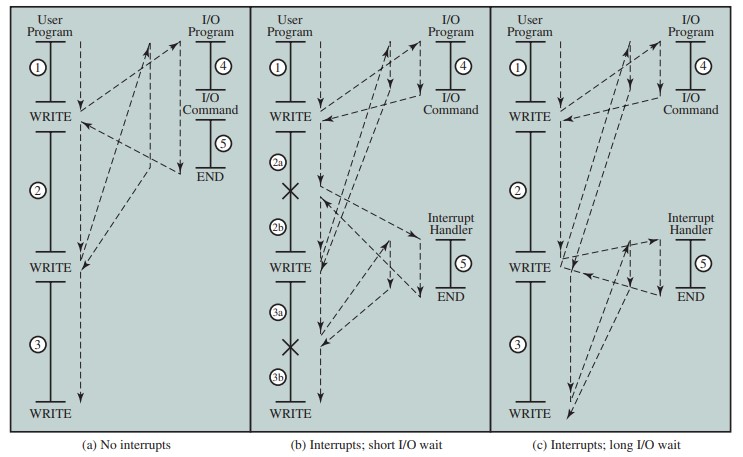 User
Program
I/O
Program
1
4
I/O
Command
WRITE
5
END
2
WRITE
3
WRITE
(a) No interrupts
User
Program
I/O
Program
1
4
I/O
Command
WRITE
2a
2b
Interrupt
Handler
WRITE
5
END
3a
3b
WRITE
(b) Interrupts; short I/O wait
User
Program
I/O
Program
1
4
I/O
Command
WRITE
2
Interrupt
Handler
WRITE
5
END
3
WRITE
(c) Interrupts; long I/O wait